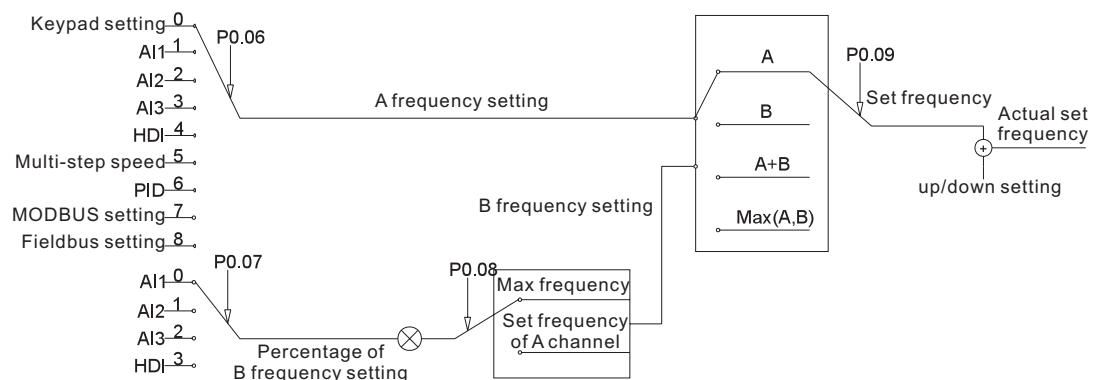 Keypad setting 0
AI1 1
AI2 2
AI3 3
HDI 4
Multi-step speed 5
PID 6
MODBUS setting 7
Fieldbus setting 8
P0.06
A frequency setting
AI1 0
AI2 1
AI3 2
HDI 3
P0.07
Percentage of
B frequency setting
P0.08
Max frequency
Set frequency
of A channel
B frequency setting
A
B
A+B
Max(A,B)
P0.09
Set frequency
+
Actual set
frequency
up/down setting